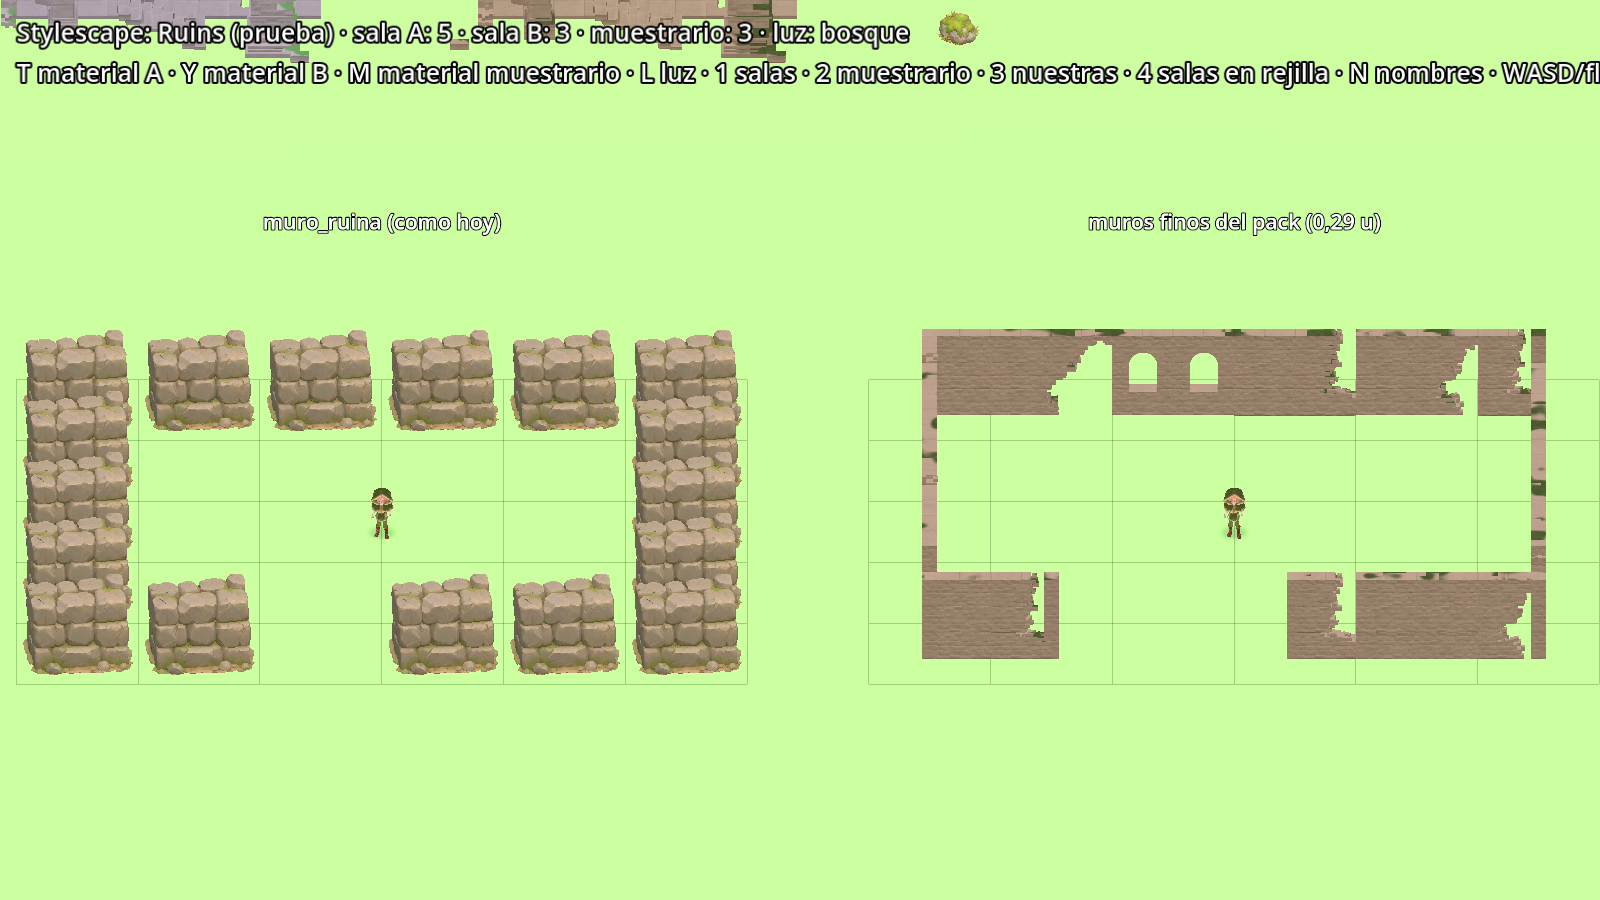 Stylescape: Ruins (prueba) · sala A: 5 · sala B: 3 · muestrario: 3 · luz: bosque
T material A · Y material B · M material muestrario · L luz · 1 salas · 2 muestrario · 3 nuestras · 4 salas en rejilla · N nombres · WASD/fl
muro_ruina (como hoy)
muros finos del pack (0,29 u)